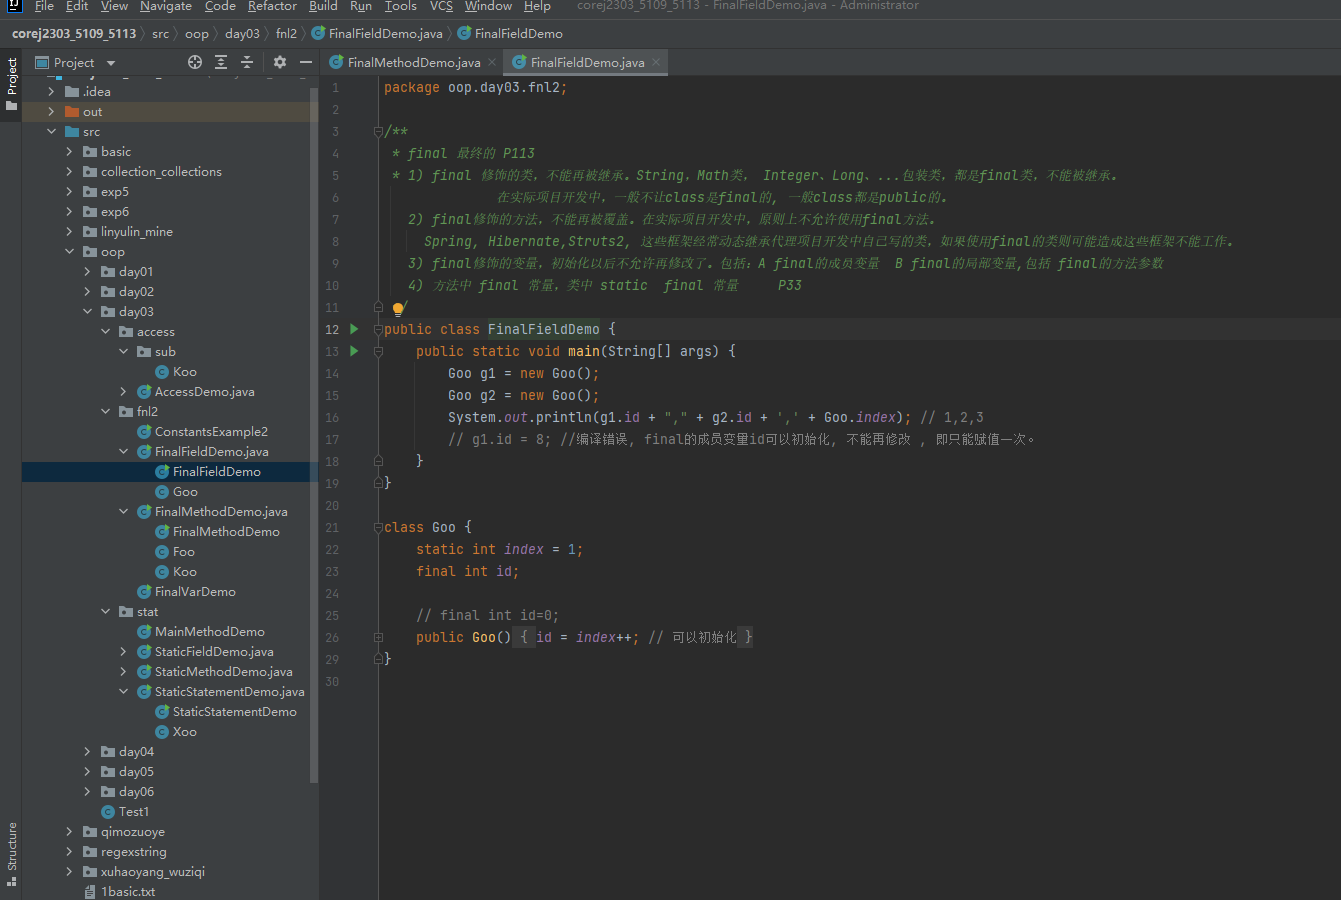 File Edit View Navigate Code Refactor Build Run Tools VCS Window Help corej2303_5109_5113 - FinalFieldDemo.java - Administrator
corej2303_5109_5113 src oop day03 fnl2 FinalFieldDemo.java FinalFieldDemo
Project
Project
FinalMethodDemo.java FinalFieldDemo.java
.idea
out
src
basic
collection_collections
exp5
exp6
linyulin_mine
oop
day01
day02
day03
access
sub
Koo
AccessDemo.java
fnl2
ConstantsExample2
FinalFieldDemo.java
FinalFieldDemo
Goo
FinalMethodDemo.java
FinalMethodDemo
Foo
Koo
FinalVarDemo
stat
MainMethodDemo
StaticFieldDemo.java
StaticMethodDemo.java
StaticStatementDemo.java
StaticStatementDemo
Xoo
day04
day05
day06
Test1
qimozuoye
regexstring
xuhaoyang_wuziqi
1basic.txt
Structure
1 package oop.day03.fnl2;
2
3 /**
4 * final 最终的 P113
5 * 1) final 修饰的类，不能再被继承。String，Math类， Integer、Long、...包装类，都是final类，不能被继承。
6 在实际项目开发中，一般不让class是final的, 一般class都是public的。
7 2) final修饰的方法，不能再被覆盖。在实际项目开发中，原则上不允许使用final方法。
8 Spring, Hibernate,Struts2, 这些框架经常动态继承代理项目开发中自己写的类，如果使用final的类则可能造成这些框架不能工作。
9 3) final修饰的变量，初始化以后不允许再修改了。包括：A final的成员变量 B final的局部变量,包括 final的方法参数
10 4) 方法中 final 常量，类中 static final 常量 P33
11 /
12 public class FinalFieldDemo {
13 public static void main(String[] args) {
14 Goo g1 = new Goo();
15 Goo g2 = new Goo();
16 System.out.println(g1.id + "," + g2.id + ',' + Goo.index); // 1,2,3
17 // g1.id = 8; //编译错误, final的成员变量id可以初始化, 不能再修改 , 即只能赋值一次。
18 }
19 }
20
21 class Goo {
22 static int index = 1;
23 final int id;
24
25 // final int id=0;
26 public Goo() { id = index++; // 可以初始化 }
29 }
30